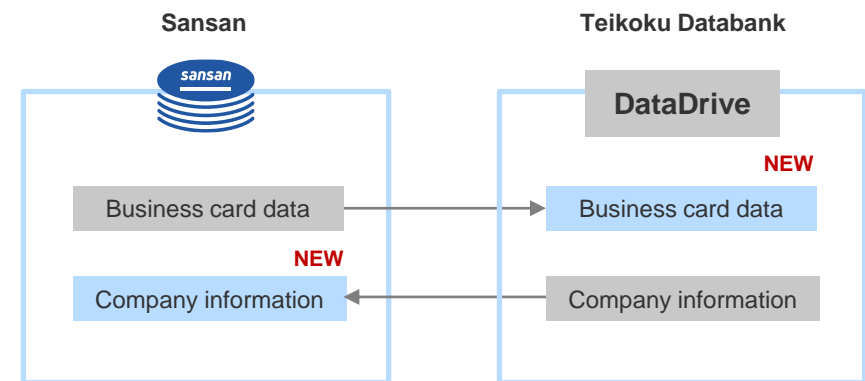 Sansan
Teikoku Databank
sansan
DataDrive
NEW
Business card data
Business card data
NEW
Company information
Company information